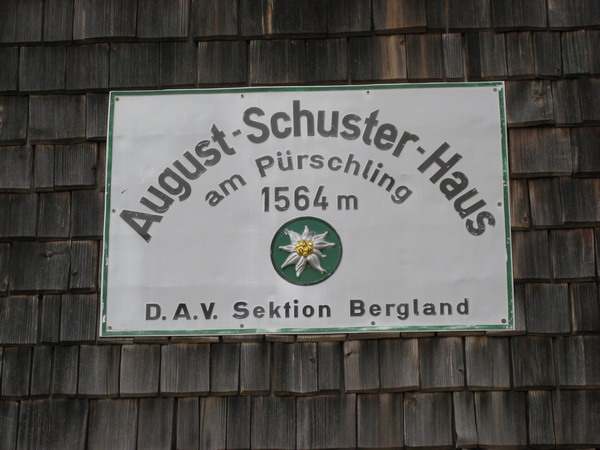 August-Schuster-Haus
am Pürschling
1564 m
D.A.V. Sektion Bergland